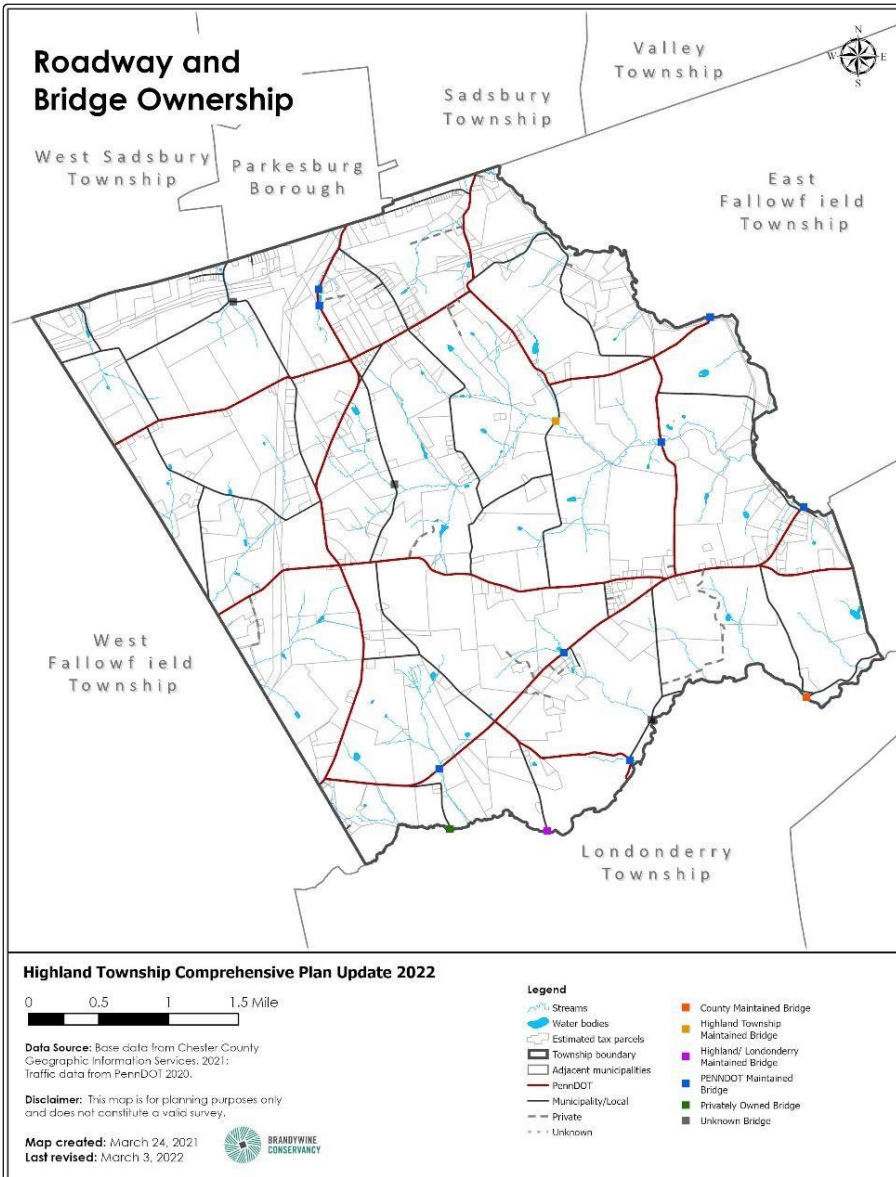 Roadway and
Bridge Ownership
N
W
E
S
Valley
Township
Sadsbury
Township
West Sadsbury
Township
Parkesburg
Borough
East
Fallowf ield
Township
West
Fallowf ield
Township
Londonderry
Township
Highland Township Comprehensive Plan Update 2022
0 0.5 1 1.5 Mile
Data Source: Base data from Chester County
Geographic Information Services, 2021;
Traffic data from PennDOT 2020.
Disclaimer: This map is for planning purposes only
and does not constitute a valid survey.
Map created: March 24, 2021
Last revised: March 3, 2022
BRANDYWINE
CONSERVANCY
Legend
Streams
Water bodies
Estimated tax parcels
Township boundary
Adjacent municipalities
PennDOT
Municipality/Local
Private
Unknown
County Maintained Bridge
Highland Township
Maintained Bridge
Highland/ Londonderry
Maintained Bridge
PENNDOT Maintained
Bridge
Privately Owned Bridge
Unknown Bridge